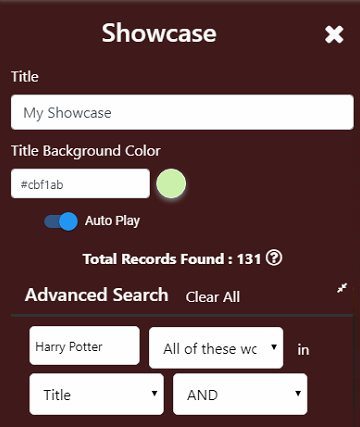 Showcase
Title
My Showcase
Title Background Color
#cbf1ab
Auto Play
Total Records Found : 131
Advanced Search Clear All
Harry Potter All of these wc in
Title AND